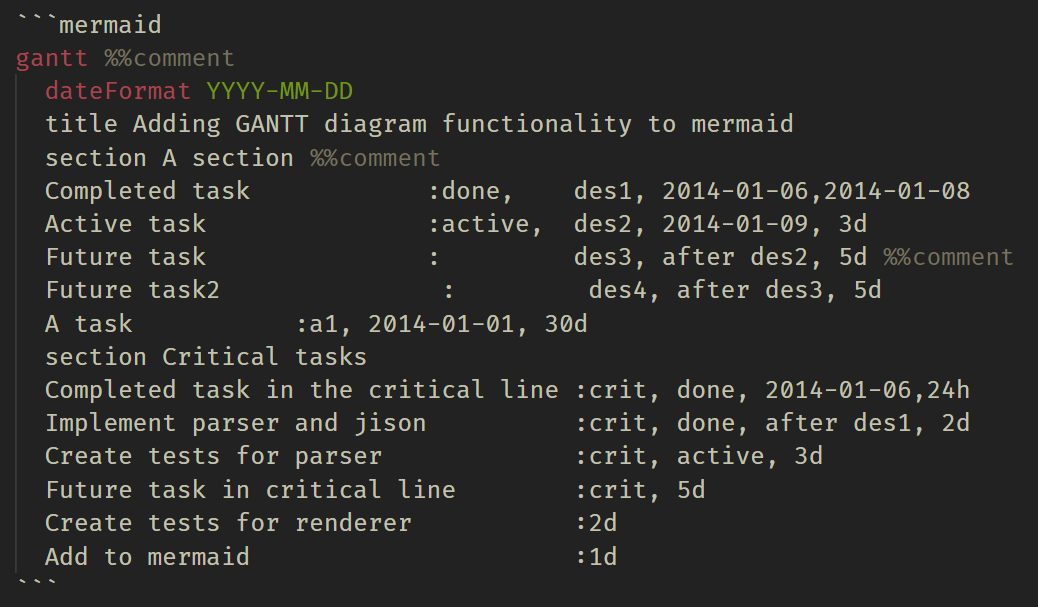 ```mermaid
gantt %%comment
  dateFormat YYYY-MM-DD
  title Adding GANTT diagram functionality to mermaid
  section A section %%comment
  Completed task            :done,    des1, 2014-01-06,2014-01-08
  Active task               :active,  des2, 2014-01-09, 3d
  Future task               :         des3, after des2, 5d %%comment
  Future task2               :         des4, after des3, 5d
  A task           :a1, 2014-01-01, 30d
  section Critical tasks
  Completed task in the critical line :crit, done, 2014-01-06,24h
  Implement parser and jison          :crit, done, after des1, 2d
  Create tests for parser             :crit, active, 3d
  Future task in critical line        :crit, 5d
  Create tests for renderer           :2d
  Add to mermaid                      :1d
```